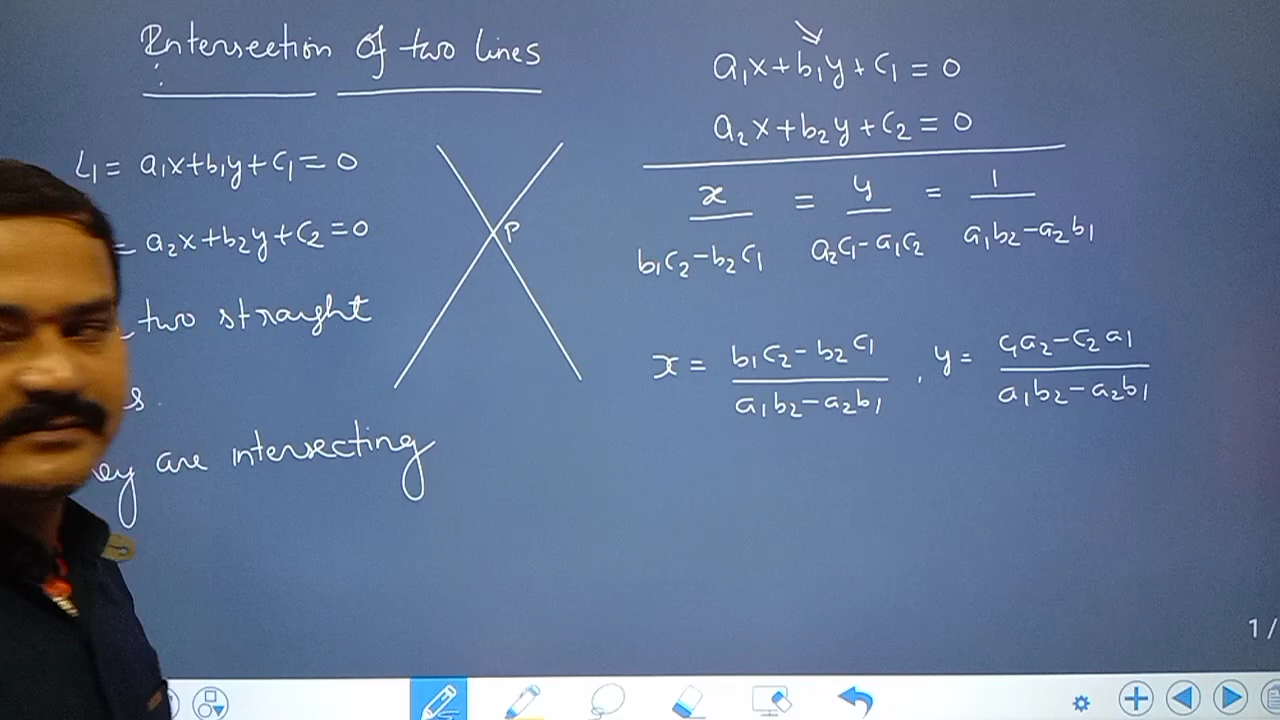 Intersection Of two lines
L1 = a1x+b1y+c1 = 0
= a2x+b2y+c2 = 0
two straight
s.
ey are intersecting
P
a1x+b1y+c1 = 0
a2x+b2y+c2 = 0
x/(b1c2-b2c1) = y/(a2c1-a1c2) = 1/(a1b2-a2b1)
x = (b1c2-b2c1)/(a1b2-a2b1) , y = (c1a2-c2a1)/(a1b2-a2b1)
1/